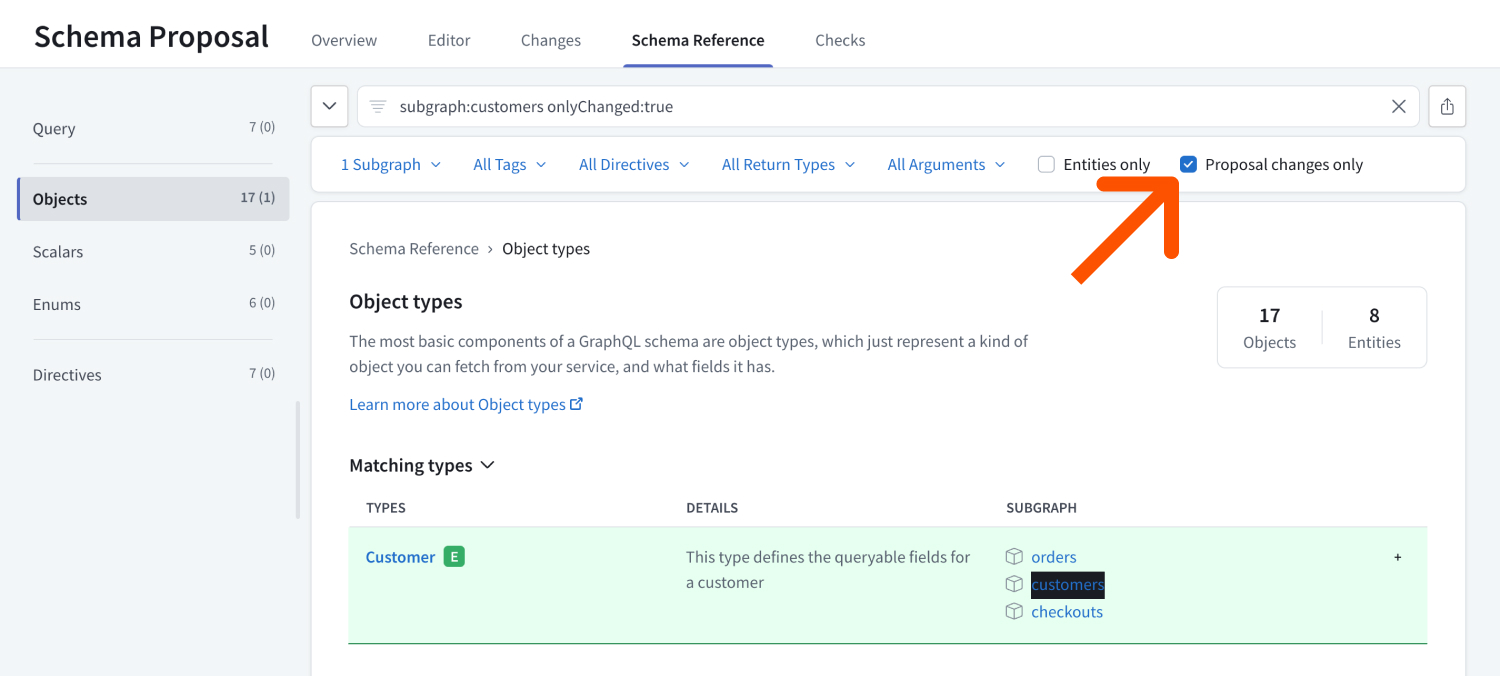 Schema Proposal
Overview
Editor
Changes
Schema Reference
Checks
Query 7 (0)
Objects 17 (1)
Scalars 5 (0)
Enums 6 (0)
Directives 7 (0)
subgraph:customers onlyChanged:true
1 Subgraph
All Tags
All Directives
All Return Types
All Arguments
Entities only
Proposal changes only
Schema Reference › Object types
Object types
The most basic components of a GraphQL schema are object types, which just represent a kind of
object you can fetch from your service, and what fields it has.
Learn more about Object types
17
Objects
8
Entities
Matching types
TYPES DETAILS SUBGRAPH
Customer E
This type defines the queryable fields for
a customer
orders
customers
checkouts
+